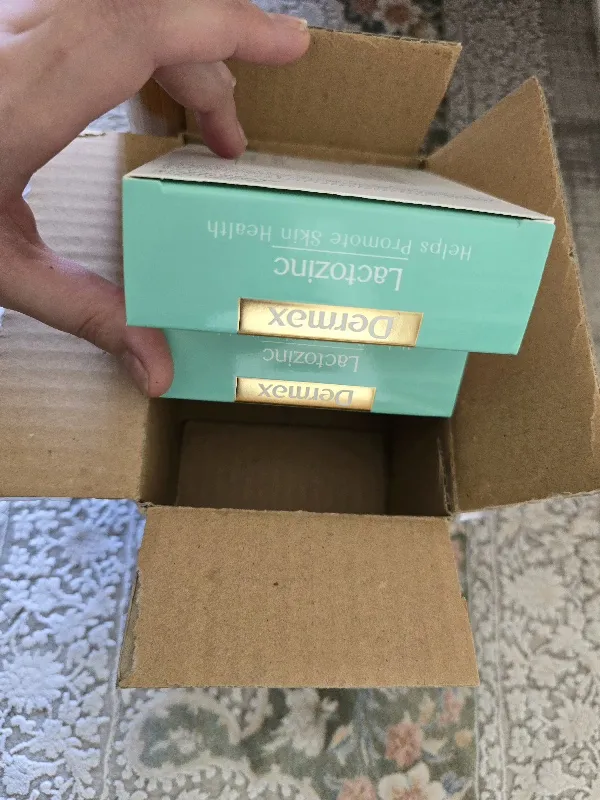 Dermax
Lactozinc
Helps Promote Skin Health
Dermax
Lactozinc